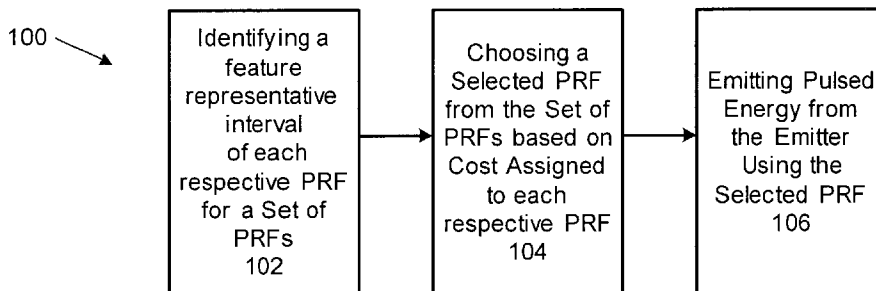 100
Identifying a
feature
representative
interval
of each
respective PRF
for a Set of
PRFs
102
Choosing a
Selected PRF
from the Set of
PRFs based on
Cost Assigned
to each
respective PRF
104
Emitting Pulsed
Energy from
the Emitter
Using the
Selected PRF
106